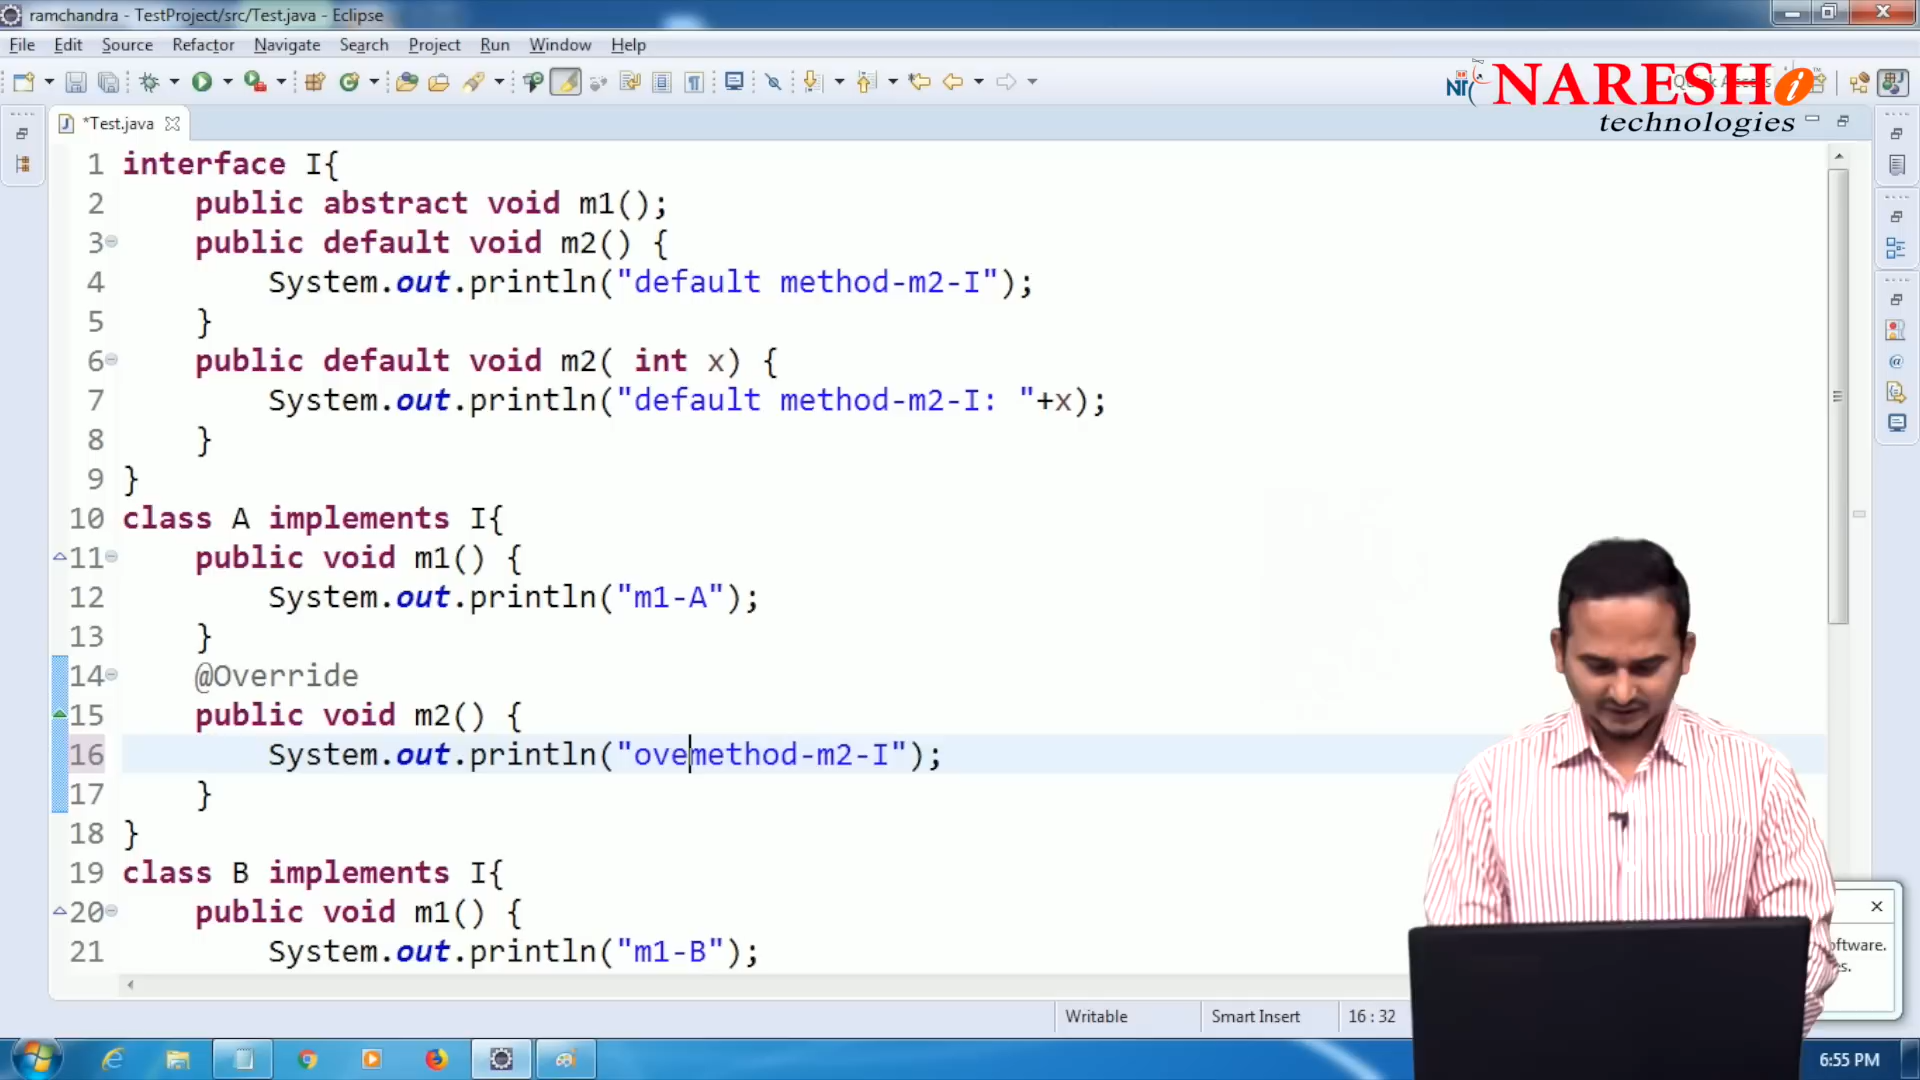 ramchandra - TestProject/src/Test.java - Eclipse
File Edit Source Refactor Navigate Search Project Run Window Help
NARESH i
technologies
*Test.java
1 interface I{
2 public abstract void m1();
3 public default void m2() {
4 System.out.println("default method-m2-I");
5 }
6 public default void m2( int x) {
7 System.out.println("default method-m2-I: "+x);
8 }
9 }
10 class A implements I{
11 public void m1() {
12 System.out.println("m1-A");
13 }
14 @Override
15 public void m2() {
16 System.out.println("ovemethod-m2-I");
17 }
18 }
19 class B implements I{
20 public void m1() {
21 System.out.println("m1-B");
Writable Smart Insert 16 : 32
6:55 PM